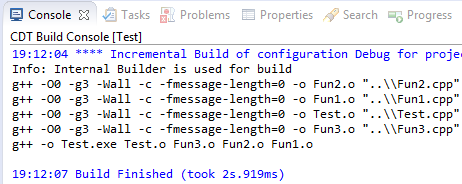 Console Tasks Problems Properties Search Progress
CDT Build Console [Test]
19:12:04 **** Incremental Build of configuration Debug for proje
Info: Internal Builder is used for build
g++ -O0 -g3 -Wall -c -fmessage-length=0 -o Fun2.o "..\\Fun2.cpp"
g++ -O0 -g3 -Wall -c -fmessage-length=0 -o Fun1.o "..\\Fun1.cpp"
g++ -O0 -g3 -Wall -c -fmessage-length=0 -o Test.o "..\\Test.cpp"
g++ -O0 -g3 -Wall -c -fmessage-length=0 -o Fun3.o "..\\Fun3.cpp"
g++ -o Test.exe Test.o Fun3.o Fun2.o Fun1.o
19:12:07 Build Finished (took 2s.919ms)